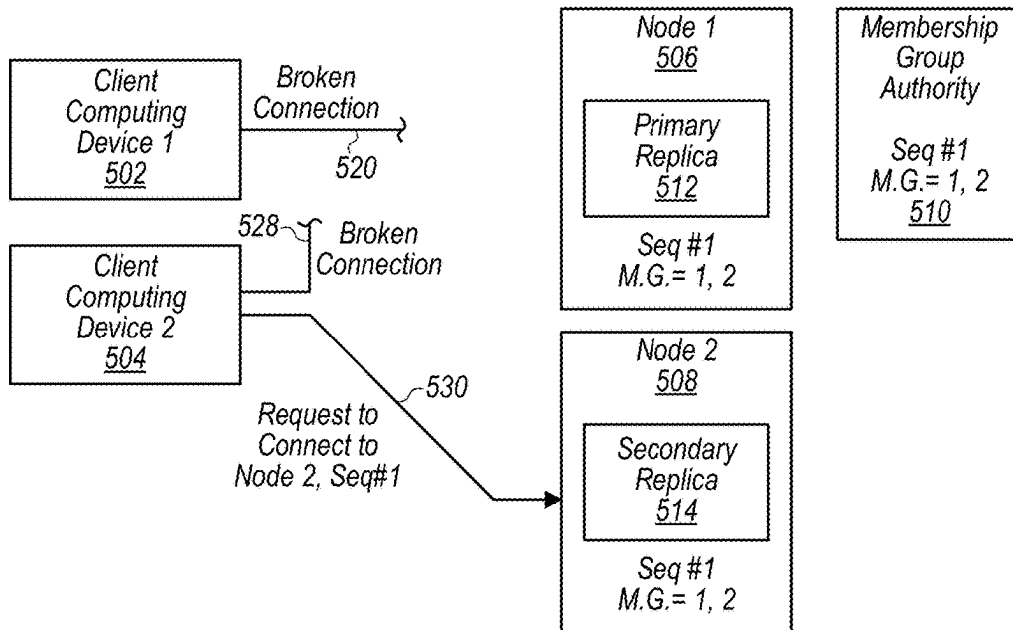 Client
Computing
Device 1
502
Broken
Connection
520
Node 1
506
Primary
Replica
512
Seq #1
M.G.= 1, 2
Membership
Group
Authority
Seq #1
M.G.= 1, 2
510
Client
Computing
Device 2
504
528
Broken
Connection
530
Request to
Connect to
Node 2, Seq#1
Node 2
508
Secondary
Replica
514
Seq #1
M.G.= 1, 2